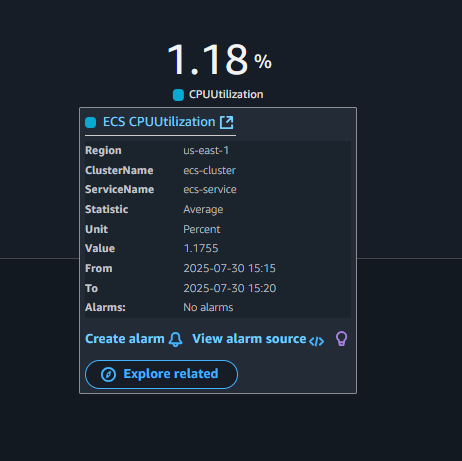 1.18 %
CPUUtilization
ECS CPUUtilization
Region us-east-1
ClusterName ecs-cluster
ServiceName ecs-service
Statistic Average
Unit Percent
Value 1.1755
From 2025-07-30 15:15
To 2025-07-30 15:20
Alarms: No alarms
Create alarm View alarm source
Explore related